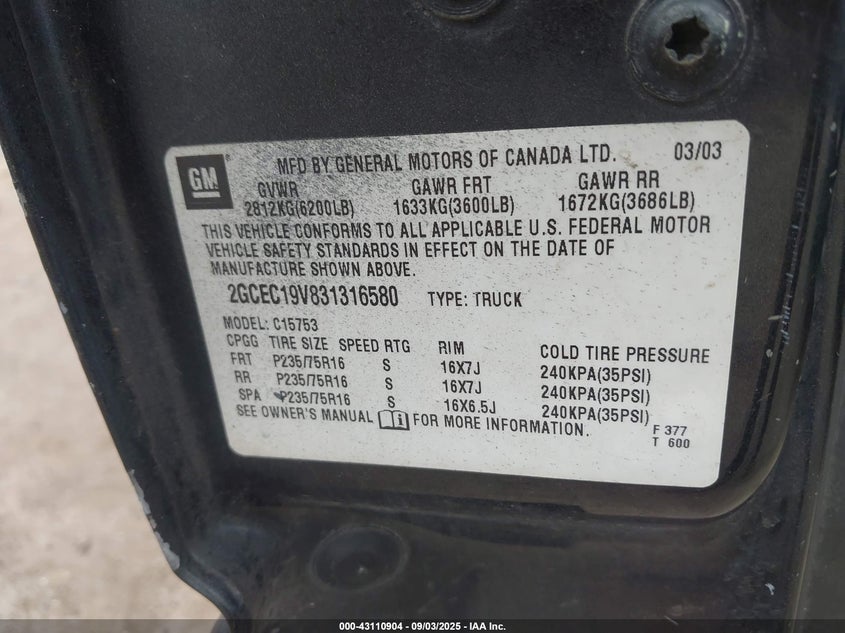 GM
MFD BY GENERAL MOTORS OF CANADA LTD. 03/03
GVWR GAWR FRT GAWR RR
2812KG(6200LB) 1633KG(3600LB) 1672KG(3686LB)
THIS VEHICLE CONFORMS TO ALL APPLICABLE U.S. FEDERAL MOTOR
VEHICLE SAFETY STANDARDS IN EFFECT ON THE DATE OF
MANUFACTURE SHOWN ABOVE.
2GCEC19V831316580 TYPE: TRUCK
MODEL: C15753
CPGG TIRE SIZE SPEED RTG RIM COLD TIRE PRESSURE
FRT P235/75R16 S 16X7J 240KPA(35PSI)
RR P235/75R16 S 16X7J 240KPA(35PSI)
SPA P235/75R16 S 16X6.5J 240KPA(35PSI)
SEE OWNER'S MANUAL FOR MORE INFORMATION.
F 377
T 600
000-43110904 - 09/03/2025 - IAA Inc.